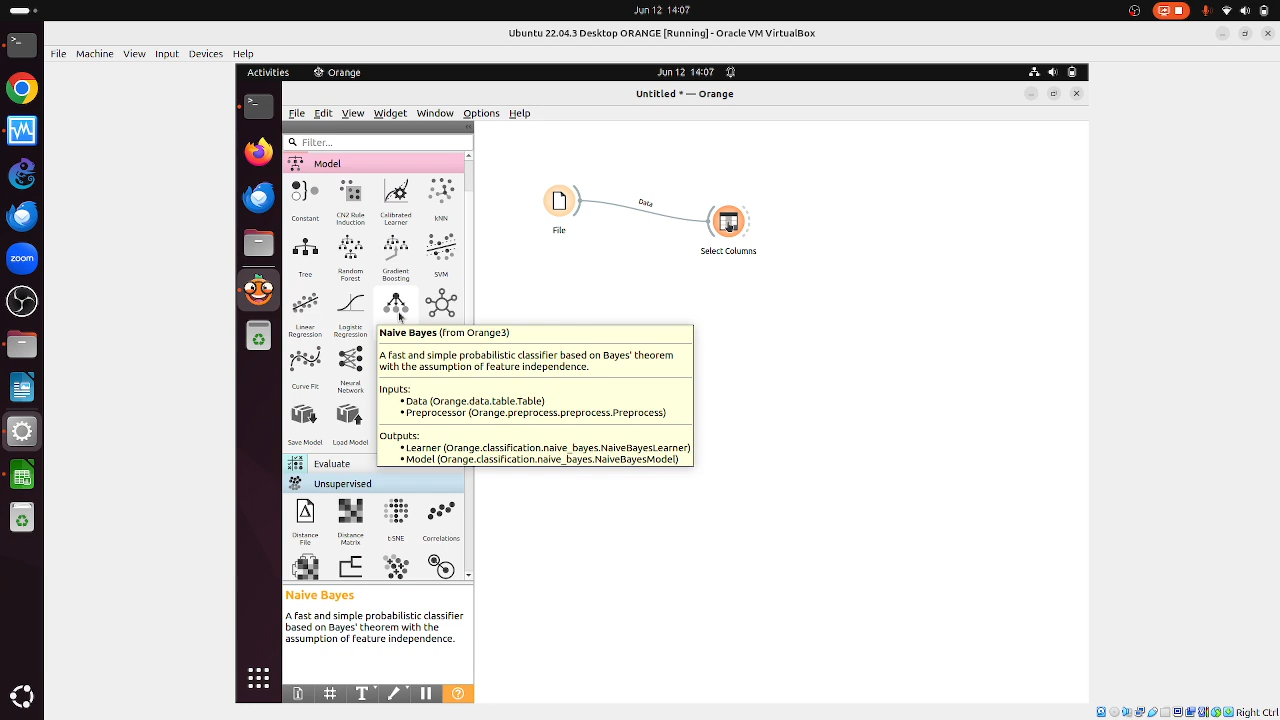 Jun 12 14:07
Ubuntu 22.04.3 Desktop ORANGE [Running] - Oracle VM VirtualBox
File Machine View Input Devices Help
Activities Orange Jun 12 14:07
Untitled * — Orange
File Edit View Widget Window Options Help
Filter...
Model
Constant
CN2 Rule
Induction
Calibrated
Learner
kNN
Tree
Random
Forest
Gradient
Boosting
SVM
Linear
Regression
Logistic
Regression
Curve Fit
Neural
Network
Save Model
Load Model
Evaluate
Unsupervised
Distance
File
Distance
Matrix
t-SNE
Correlations
Naive Bayes
A fast and simple probabilistic classifier
based on Bayes' theorem with the
assumption of feature independence.
T
?
Data
File
Select Columns
Naive Bayes (from Orange3)
A fast and simple probabilistic classifier based on Bayes' theorem
with the assumption of feature independence.
Inputs:
• Data (Orange.data.table.Table)
• Preprocessor (Orange.preprocess.preprocess.Preprocess)
Outputs:
• Learner (Orange.classification.naive_bayes.NaiveBayesLearner)
• Model (Orange.classification.naive_bayes.NaiveBayesModel)
zoom
Right Ctrl